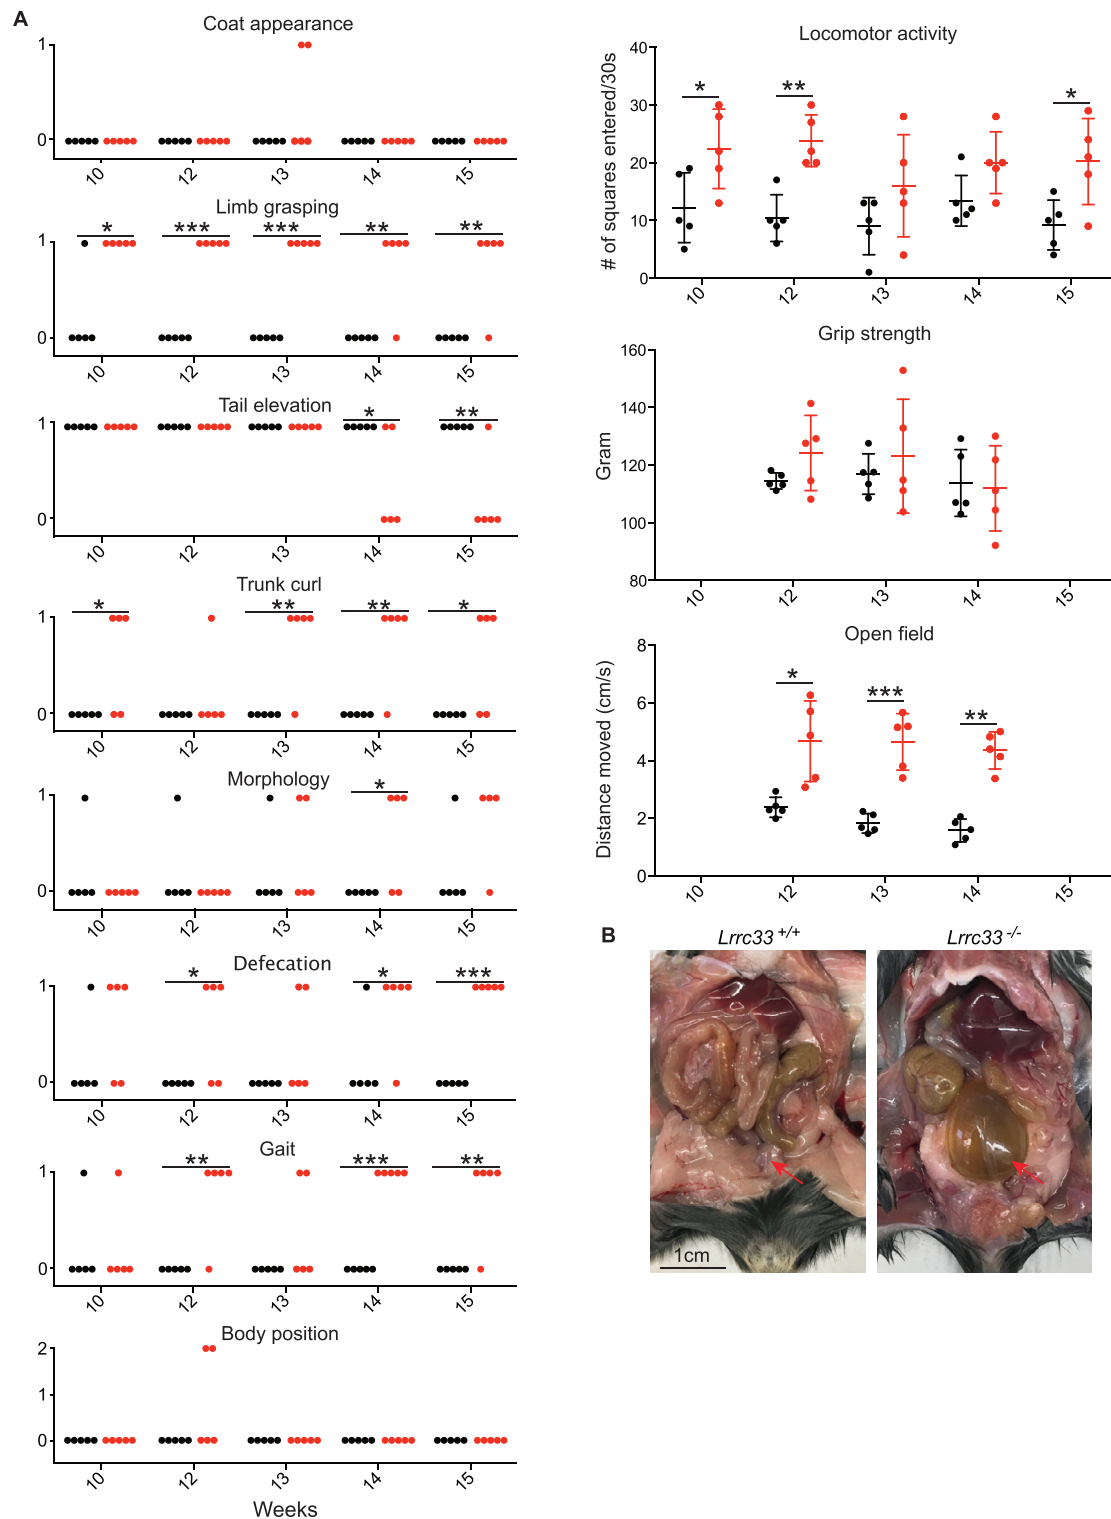 A
Coat appearance
1
0
10 12 13 14 15
Limb grasping
* *** *** ** **
1
0
10 12 13 14 15
Tail elevation
* **
1
0
10 12 13 14 15
Trunk curl
* ** ** *
1
0
10 12 13 14 15
Morphology
*
1
0
10 12 13 14 15
Defecation
* * ***
1
0
10 12 13 14 15
Gait
** *** **
1
0
10 12 13 14 15
Body position
2
1
0
10 12 13 14 15
Weeks
Locomotor activity
# of squares entered/30s
40
30
20
10
0
* ** *
10 12 13 14 15
Grip strength
Gram
160
140
120
100
80
10 12 13 14 15
Open field
Distance moved (cm/s)
8
6
4
2
0
* *** **
10 12 13 14 15
B
Lrrc33 +/+ Lrrc33 -/-
1cm